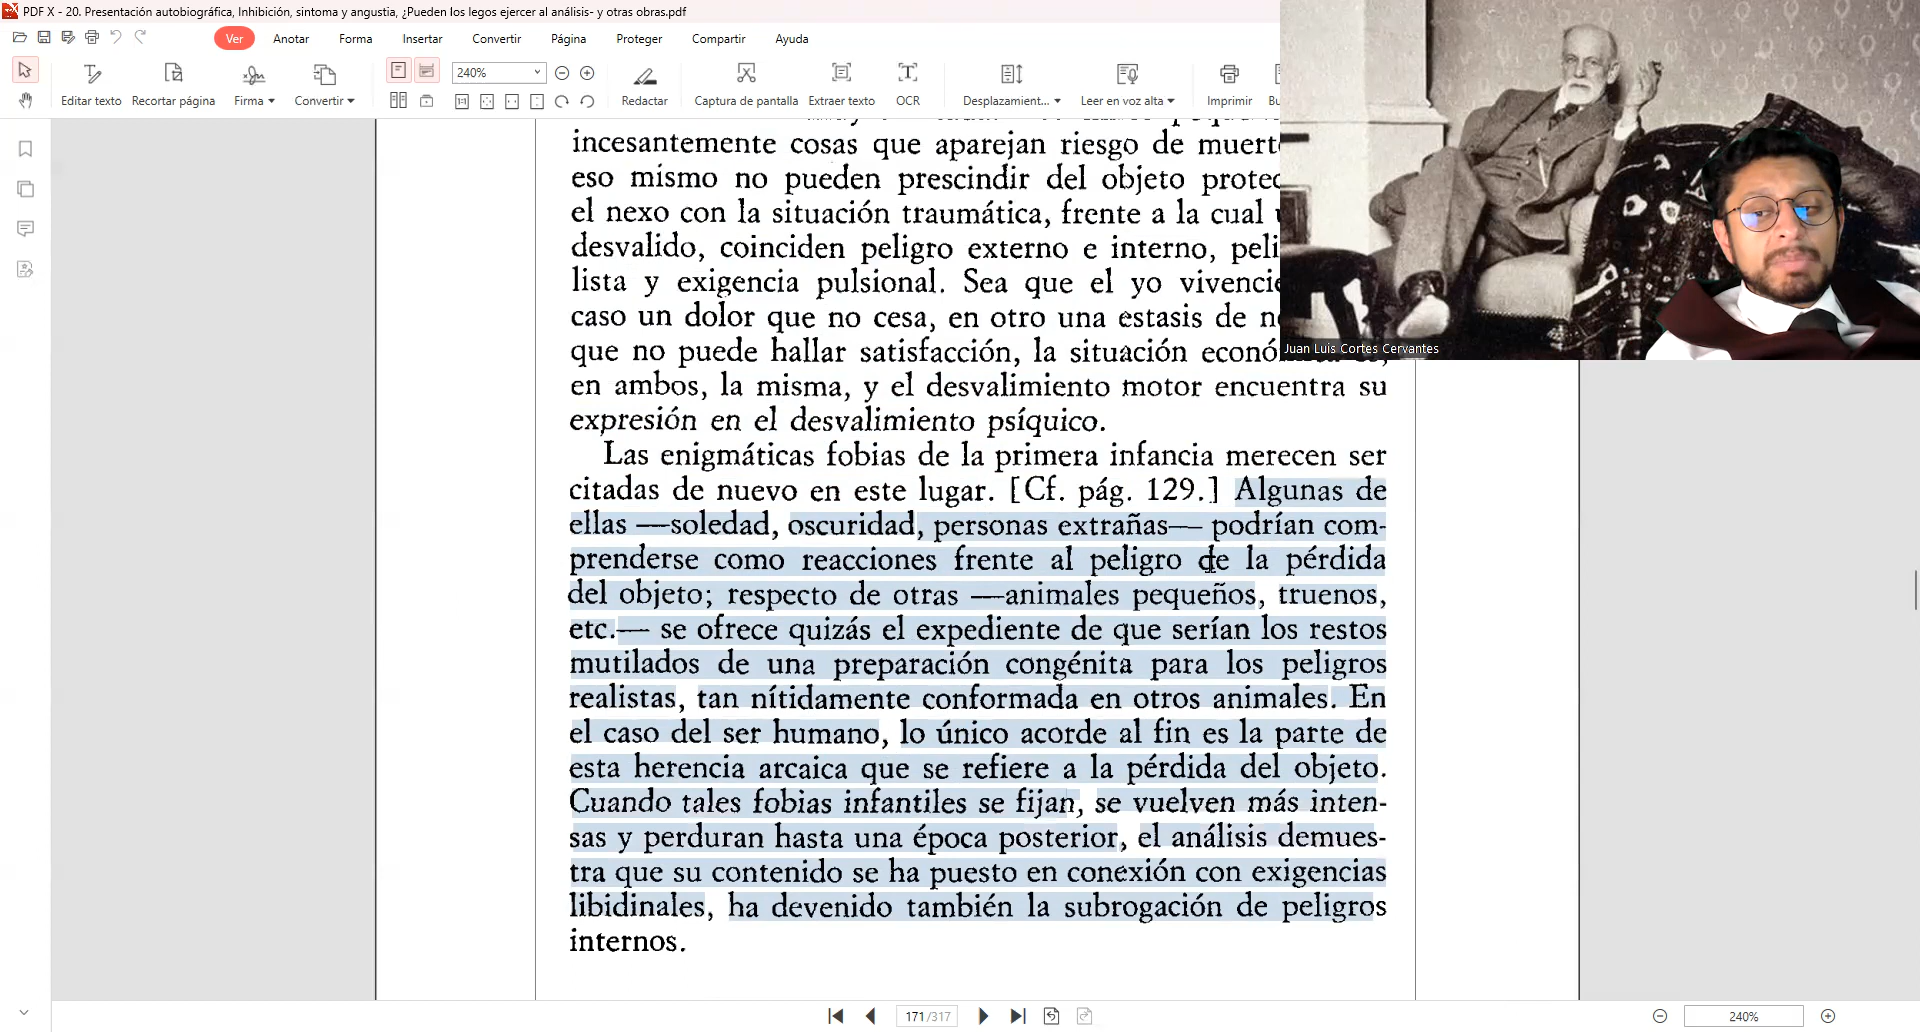 PDF X - 20. Presentación autobiográfica, Inhibición, sintoma y angustia, ¿Pueden los legos ejercer al análisis- y otras obras.pdf
Ver Anotar Forma Insertar Convertir Página Proteger Compartir Ayuda
240%
Editar texto Recortar página Firma Convertir Redactar Captura de pantalla Extraer texto OCR Desplazamient... Leer en voz alta Imprimir Bu
incesantemente cosas que aparejan riesgo de muert
eso mismo no pueden prescindir del objeto protec
el nexo con la situación traumática, frente a la cual
desvalido, coinciden peligro externo e interno, peli
lista y exigencia pulsional. Sea que el yo vivenci
caso un dolor que no cesa, en otro una estasis de n
que no puede hallar satisfacción, la situación econó
en ambos, la misma, y el desvalimiento motor encuentra su
expresión en el desvalimiento psíquico.
Las enigmáticas fobias de la primera infancia merecen ser
citadas de nuevo en este lugar. [Cf. pág. 129.] Algunas de
ellas —soledad, oscuridad, personas extrañas— podrían com-
prenderse como reacciones frente al peligro de la pérdida
del objeto; respecto de otras —animales pequeños, truenos,
etc.— se ofrece quizás el expediente de que serían los restos
mutilados de una preparación congénita para los peligros
realistas, tan nítidamente conformada en otros animales. En
el caso del ser humano, lo único acorde al fin es la parte de
esta herencia arcaica que se refiere a la pérdida del objeto.
Cuando tales fobias infantiles se fijan, se vuelven más inten-
sas y perduran hasta una época posterior, el análisis demues-
tra que su contenido se ha puesto en conexión con exigencias
libidinales, ha devenido también la subrogación de peligros
internos.
Juan Luis Cortes Cervantes
171/317
240%